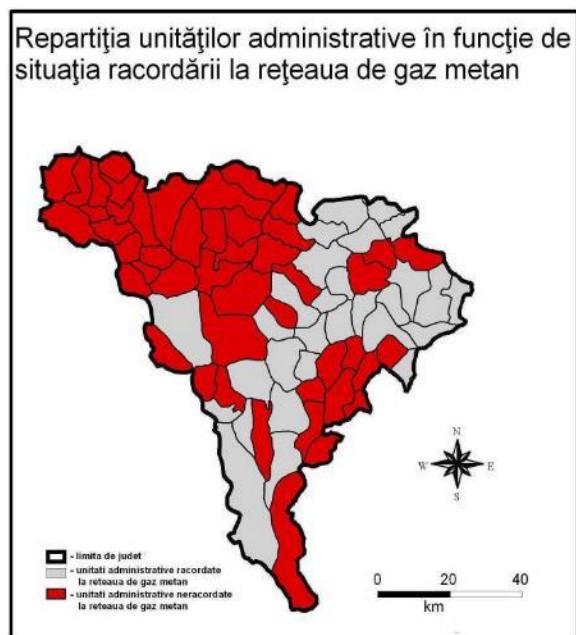 Repartiţia unităţilor administrative în funcţie de
situaţia racordării la reţeaua de gaz metan
N
W E
S
- limita de judet
- unitati administrative racordate
la reteaua de gaz metan
- unitati administrative neracordate
la reteaua de gaz metan
0 20 40
km